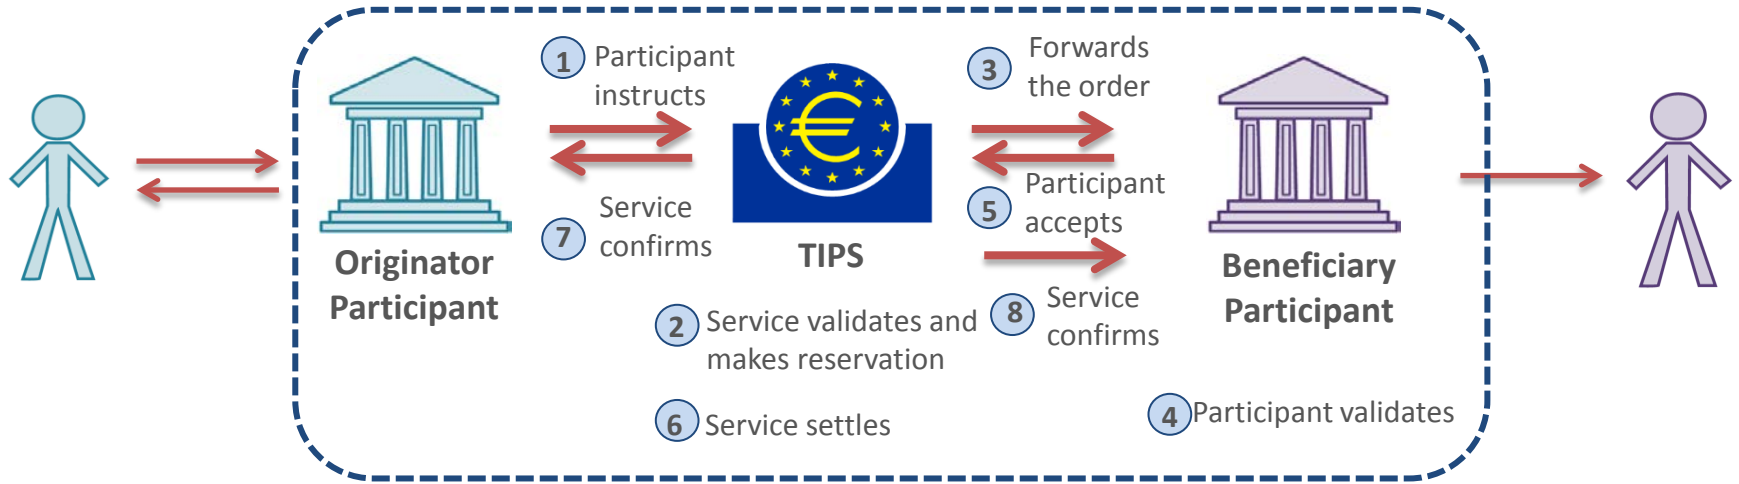 1 Participant
instructs
3 Forwards
the order
7 Service
confirms
5 Participant
accepts
TIPS
Originator
Participant
Beneficiary
Participant
2 Service validates and
makes reservation
8 Service
confirms
6 Service settles
4 Participant validates